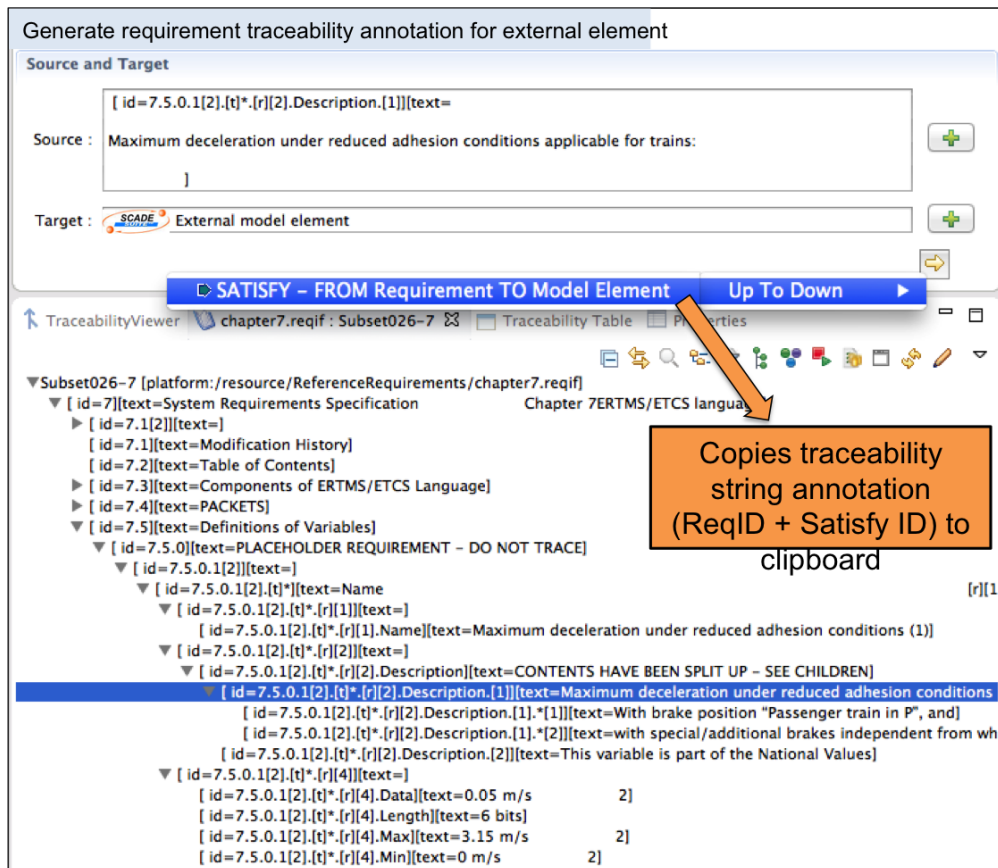 Generate requirement traceability annotation for external element
Source and Target
[ id=7.5.0.1[2].[t]*.[r][2].Description.[1]][text=
Source : Maximum deceleration under reduced adhesion conditions applicable for trains:
]
Target : SCADE SUITE External model element
SATISFY – FROM Requirement TO Model Element Up To Down
TraceabilityViewer chapter7.reqif : Subset026-7 Traceability Table Properties
Subset026-7 [platform:/resource/ReferenceRequirements/chapter7.reqif]
[ id=7][text=System Requirements Specification Chapter 7ERTMS/ETCS language
[ id=7.1[2]][text=]
[ id=7.1][text=Modification History]
[ id=7.2][text=Table of Contents]
[ id=7.3][text=Components of ERTMS/ETCS Language]
[ id=7.4][text=PACKETS]
[ id=7.5][text=Definitions of Variables]
Copies traceability
string annotation
(ReqID + Satisfy ID) to
clipboard
[ id=7.5.0][text=PLACEHOLDER REQUIREMENT – DO NOT TRACE]
[ id=7.5.0.1[2]][text=]
[ id=7.5.0.1[2].[t]*][text=Name [r][1
[ id=7.5.0.1[2].[t]*.[r][1]][text=]
[ id=7.5.0.1[2].[t]*.[r][1].Name][text=Maximum deceleration under reduced adhesion conditions (1)]
[ id=7.5.0.1[2].[t]*.[r][2]][text=]
[ id=7.5.0.1[2].[t]*.[r][2].Description][text=CONTENTS HAVE BEEN SPLIT UP – SEE CHILDREN]
[ id=7.5.0.1[2].[t]*.[r][2].Description.[1]][text=Maximum deceleration under reduced adhesion conditions
[ id=7.5.0.1[2].[t]*.[r][2].Description.[1].*[1]][text=With brake position “Passenger train in P”, and]
[ id=7.5.0.1[2].[t]*.[r][2].Description.[1].*[2]][text=with special/additional brakes independent from wh
[ id=7.5.0.1[2].[t]*.[r][2].Description.[2]][text=This variable is part of the National Values]
[ id=7.5.0.1[2].[t]*.[r][4]][text=]
[ id=7.5.0.1[2].[t]*.[r][4].Data][text=0.05 m/s 2]
[ id=7.5.0.1[2].[t]*.[r][4].Length][text=6 bits]
[ id=7.5.0.1[2].[t]*.[r][4].Max][text=3.15 m/s 2]
[ id=7.5.0.1[2].[t]*.[r][4].Min][text=0 m/s 2]